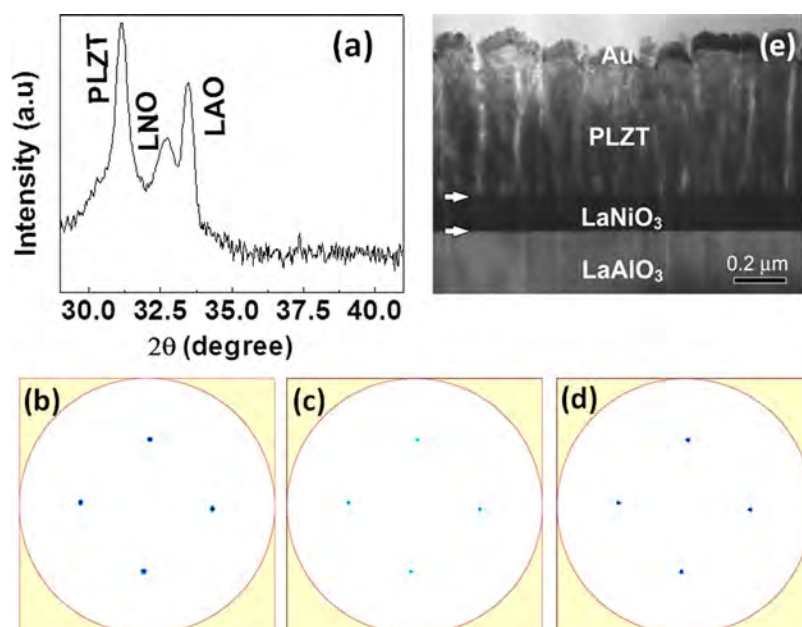 (a)
PLZT
LNO
LAO
Intensity (a.u)
30.0 32.5 35.0 37.5 40.0
2θ (degree)
(e)
Au
PLZT
LaNiO₃
LaAlO₃
0.2 μm
(b)
(c)
(d)